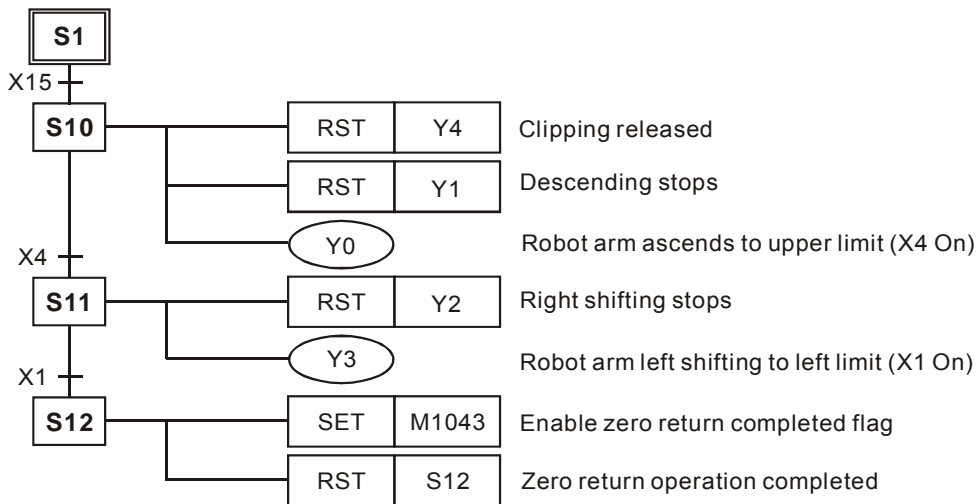 S1
X15
S10 RST Y4 Clipping released
RST Y1 Descending stops
Y0 Robot arm ascends to upper limit (X4 On)
X4
S11 RST Y2 Right shifting stops
Y3 Robot arm left shifting to left limit (X1 On)
X1
S12 SET M1043 Enable zero return completed flag
RST S12 Zero return operation completed